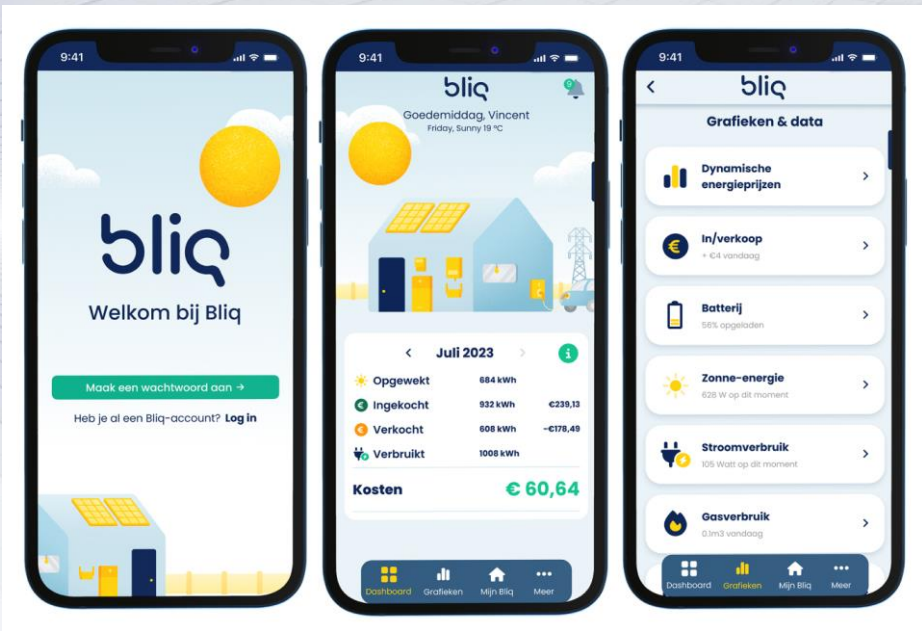 9:41
bliq
Welkom bij Bliq
Maak een wachtwoord aan →
Heb je al een Bliq-account? Log in
9:41
bliq
9
Goedemiddag, Vincent
Friday, Sunny 19 °C
< Juli 2023 >
i
Opgewekt 684 kWh
€ Ingekocht 932 kWh €239,13
€ Verkocht 608 kWh -€178,49
Verbruikt 1008 kWh
Kosten € 60,64
Dashboard Grafieken Mijn Bliq Meer
9:41
< bliq
Grafieken & data
Dynamische
energieprijzen >
€ In/verkoop >
+ €4 vandaag
Batterij >
56% opgeladen
Zonne-energie >
628 W op dit moment
Stroomverbruik >
105 Watt op dit moment
Gasverbruik >
0.1m3 vandaag
Dashboard Grafieken Mijn Bliq Meer